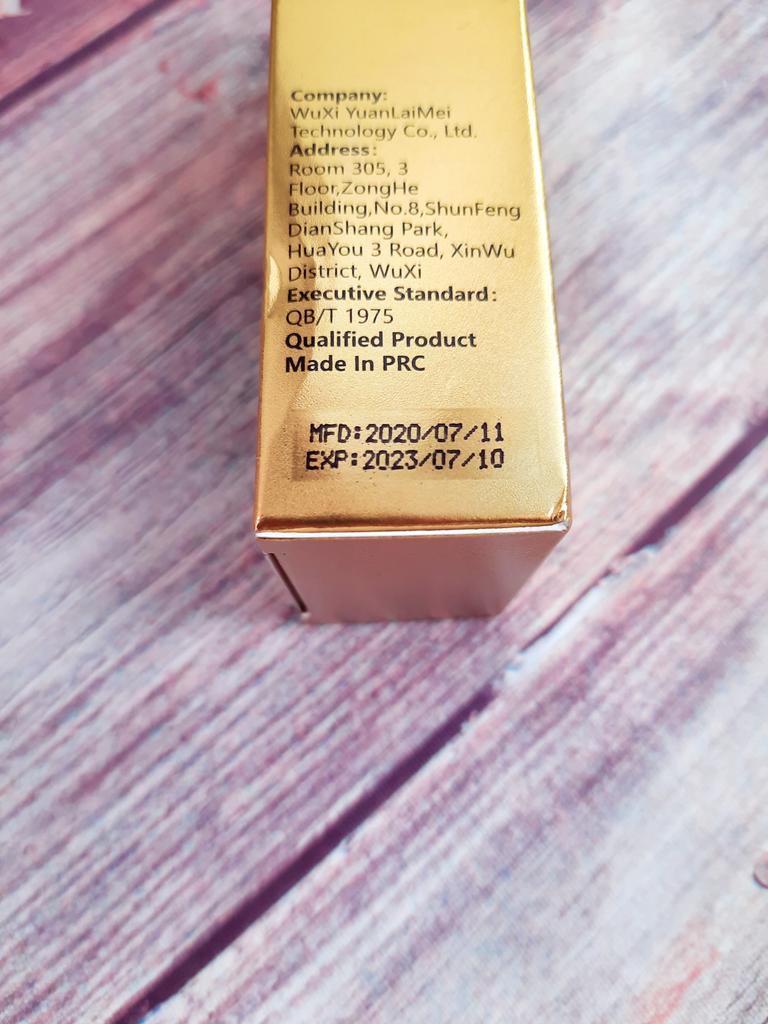 Company:
WuXi YuanLaiMei
Technology Co., Ltd.
Address:
Room 305, 3
Floor,ZongHe
Building,No.8,ShunFeng
DianShang Park,
HuaYou 3 Road, XinWu
District, WuXi
Executive Standard:
QB/T 1975
Qualified Product
Made In PRC
MFD:2020/07/11
EXP:2023/07/10